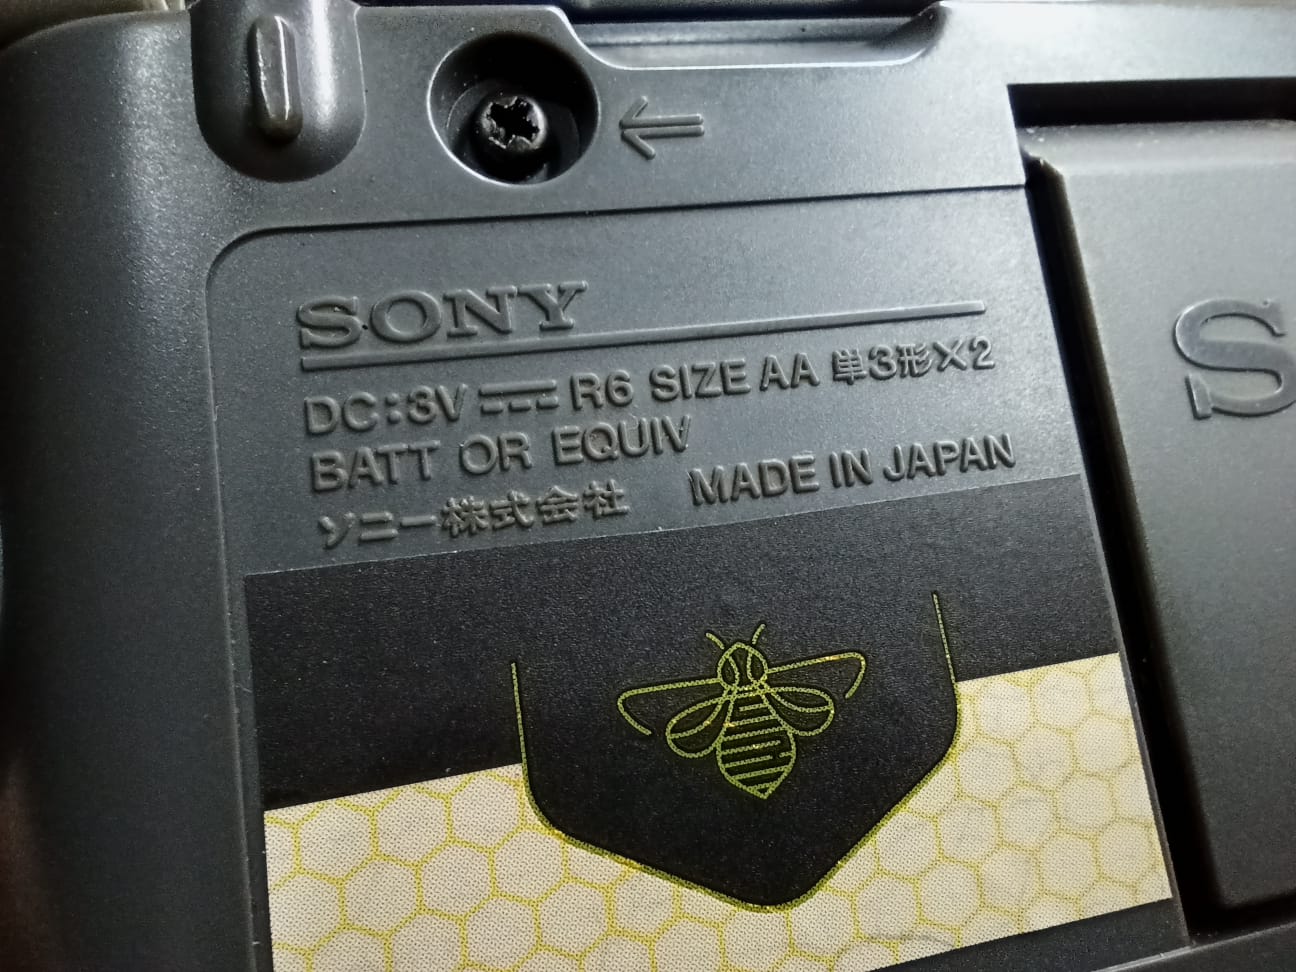 SONY
DC:3V ⎓ R6 SIZE AA 単3形×2
BATT OR EQUIV
ソニー株式会社 MADE IN JAPAN
S